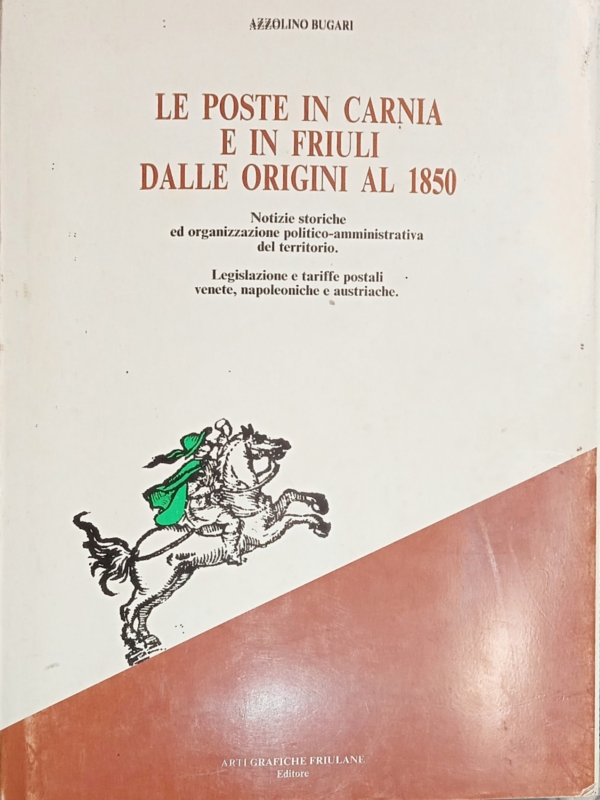 AZZOLINO BUGARI
LE POSTE IN CARNIA
E IN FRIULI
DALLE ORIGINI AL 1850
Notizie storiche
ed organizzazione politico-amministrativa
del territorio.
Legislazione e tariffe postali
venete, napoleoniche e austriache.
ARTI GRAFICHE FRIULANE
Editore